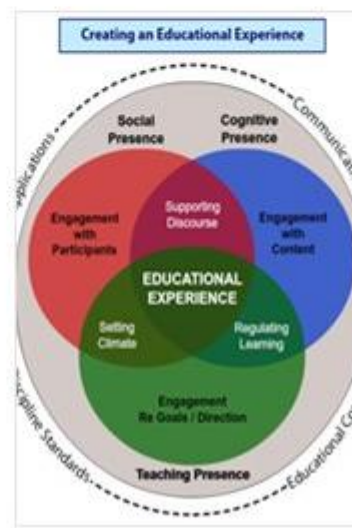 Creating an Educational Experience
Social
Presence
Cognitive
Presence
Supporting
Discourse
Engagement
with
Participants
Engagement
with
Content
EDUCATIONAL
EXPERIENCE
Setting
Climate
Regulating
Learning
Engagement
Re Goals / Direction
Teaching Presence
Standards
Educational